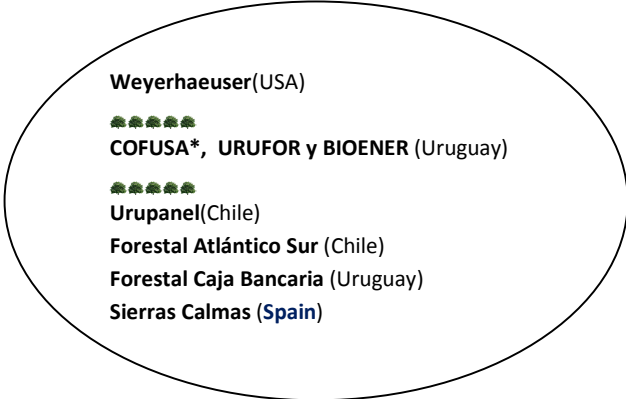 Weyerhaeuser(USA)
COFUSA*, URUFOR y BIOENER (Uruguay)
Urupanel(Chile)
Forestal Atlántico Sur (Chile)
Forestal Caja Bancaria (Uruguay)
Sierras Calmas (Spain)